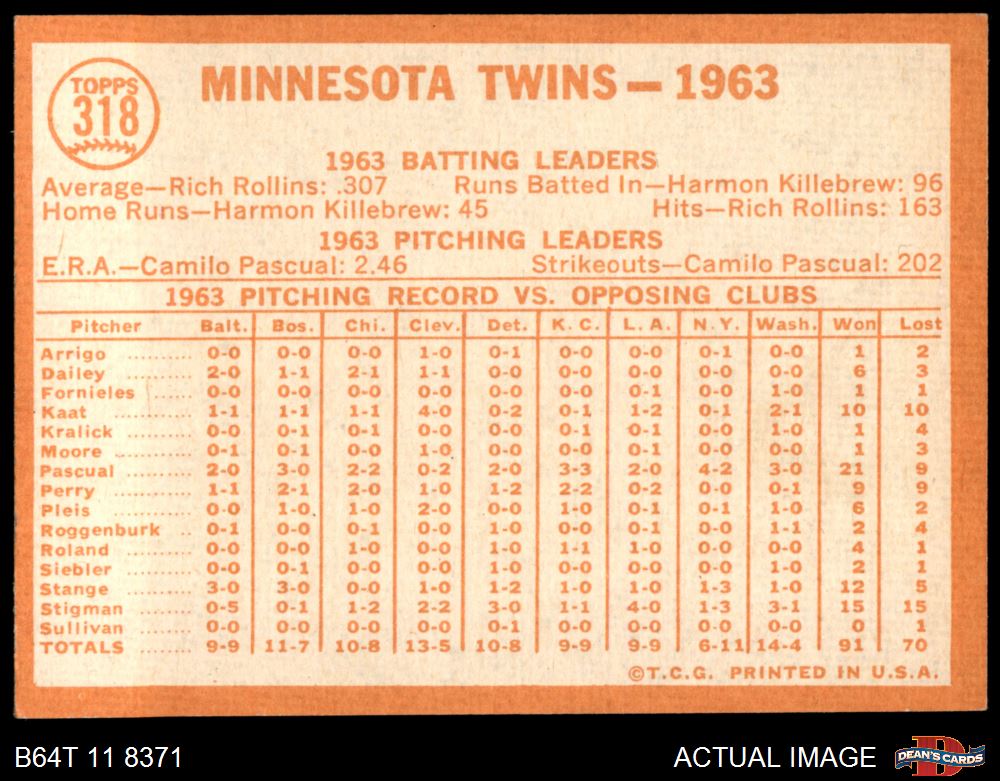 TOPPS
318
MINNESOTA TWINS — 1963
1963 BATTING LEADERS
Average—Rich Rollins: .307 Runs Batted In—Harmon Killebrew: 96
Home Runs—Harmon Killebrew: 45 Hits—Rich Rollins: 163
1963 PITCHING LEADERS
E.R.A.—Camilo Pascual: 2.46 Strikeouts—Camilo Pascual: 202
1963 PITCHING RECORD VS. OPPOSING CLUBS
Pitcher Balt. Bos. Chi. Clev. Det. K. C. L. A. N. Y. Wash. Won Lost
Arrigo .......... 0-0 0-0 0-0 1-0 0-1 0-0 0-0 0-1 0-0 1 2
Dailey .......... 2-0 1-1 2-1 1-1 0-0 0-0 0-0 0-0 0-0 6 3
Fornieles ...... 0-0 0-0 0-0 0-0 0-0 0-0 0-1 0-0 1-0 1 1
Kaat .......... 1-1 1-1 1-1 4-0 0-2 0-1 1-2 0-1 2-1 10 10
Kralick ........ 0-0 0-1 0-1 0-0 0-0 0-1 0-1 0-0 1-0 1 4
Moore .......... 0-1 0-1 0-0 1-0 0-0 0-0 0-1 0-0 0-0 1 3
Pascual ........ 2-0 3-0 2-2 0-2 2-0 3-3 2-0 4-2 3-0 21 9
Perry .......... 1-1 2-1 2-0 1-0 1-2 2-2 0-2 0-0 0-1 9 9
Pleis .......... 0-0 1-0 1-0 2-0 0-0 1-0 0-1 0-1 1-0 6 2
Roggenburk .. 0-1 0-0 0-1 0-0 1-0 0-0 0-1 0-0 1-1 2 4
Roland ........ 0-0 0-0 1-0 0-0 1-0 1-1 1-0 0-0 0-0 4 1
Siebler ........ 0-0 0-1 0-0 0-0 1-0 0-0 0-0 0-0 1-0 2 1
Stange ........ 3-0 3-0 0-0 1-0 1-2 1-0 1-0 1-3 1-0 12 5
Stigman ........ 0-5 0-1 1-2 2-2 3-0 1-1 4-0 1-3 3-1 15 15
Sullivan ........ 0-0 0-0 0-0 0-0 0-1 0-0 0-0 0-0 0-0 0 1
TOTALS ...... 9-9 11-7 10-8 13-5 10-8 9-9 9-9 6-11 14-4 91 70
©T.C.G. PRINTED IN U.S.A.
B64T 11 8371 ACTUAL IMAGE DEAN'S CARDS